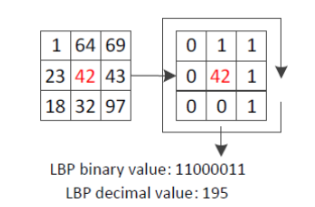 1 64 69 0 1 1
23 42 43 0 42 1
18 32 97 0 0 1
LBP binary value: 11000011
LBP decimal value: 195